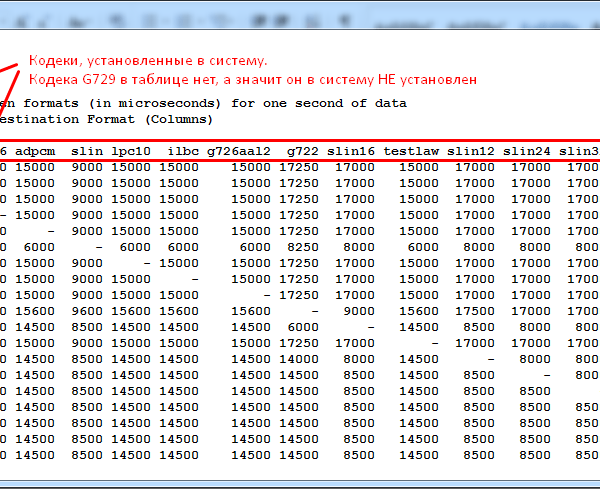 Кодеки, установленные в систему.
Кодека G729 в таблице нет, а значит он в систему НЕ установлен
en formats (in microseconds) for one second of data
estination Format (Columns)
6 adpcm slin lpc10 ilbc g726aal2 g722 slin16 testlaw slin12 slin24 slin3
0 15000 9000 15000 15000 15000 17250 17000 15000 17000 17000 1700
0 15000 9000 15000 15000 15000 17250 17000 15000 17000 17000 1700
0 15000 9000 15000 15000 15000 17250 17000 15000 17000 17000 1700
- 15000 9000 15000 15000 15000 17250 17000 15000 17000 17000 1700
0 - 9000 15000 15000 15000 17250 17000 15000 17000 17000 1700
0 6000 - 6000 6000 6000 8250 8000 6000 8000 8000 800
0 15000 9000 - 15000 15000 17250 17000 15000 17000 17000 1700
0 15000 9000 15000 - 15000 17250 17000 15000 17000 17000 1700
0 15000 9000 15000 15000 - 17250 17000 15000 17000 17000 1700
0 15600 9600 15600 15600 15600 - 9000 15600 17500 17000 1700
0 14500 8500 14500 14500 14500 6000 - 14500 8500 8000 800
0 15000 9000 15000 15000 15000 17250 17000 - 17000 17000 1700
0 14500 8500 14500 14500 14500 14000 8000 14500 - 8000 800
0 14500 8500 14500 14500 14500 14500 8500 14500 8500 - 800
0 14500 8500 14500 14500 14500 14500 8500 14500 8500 8500
0 14500 8500 14500 14500 14500 14500 8500 14500 8500 8500 850
0 14500 8500 14500 14500 14500 14500 8500 14500 8500 8500 850
0 14500 8500 14500 14500 14500 14500 8500 14500 8500 8500 850
0 14500 8500 14500 14500 14500 14500 8500 14500 8500 8500 850